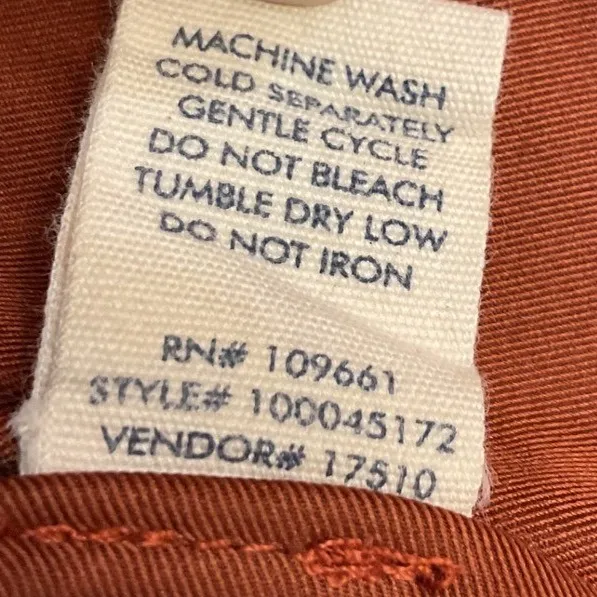 MACHINE WASH
COLD SEPARATELY
GENTLE CYCLE
DO NOT BLEACH
TUMBLE DRY LOW
DO NOT IRON
RN# 109661
STYLE# 100045172
VENDOR# 17510